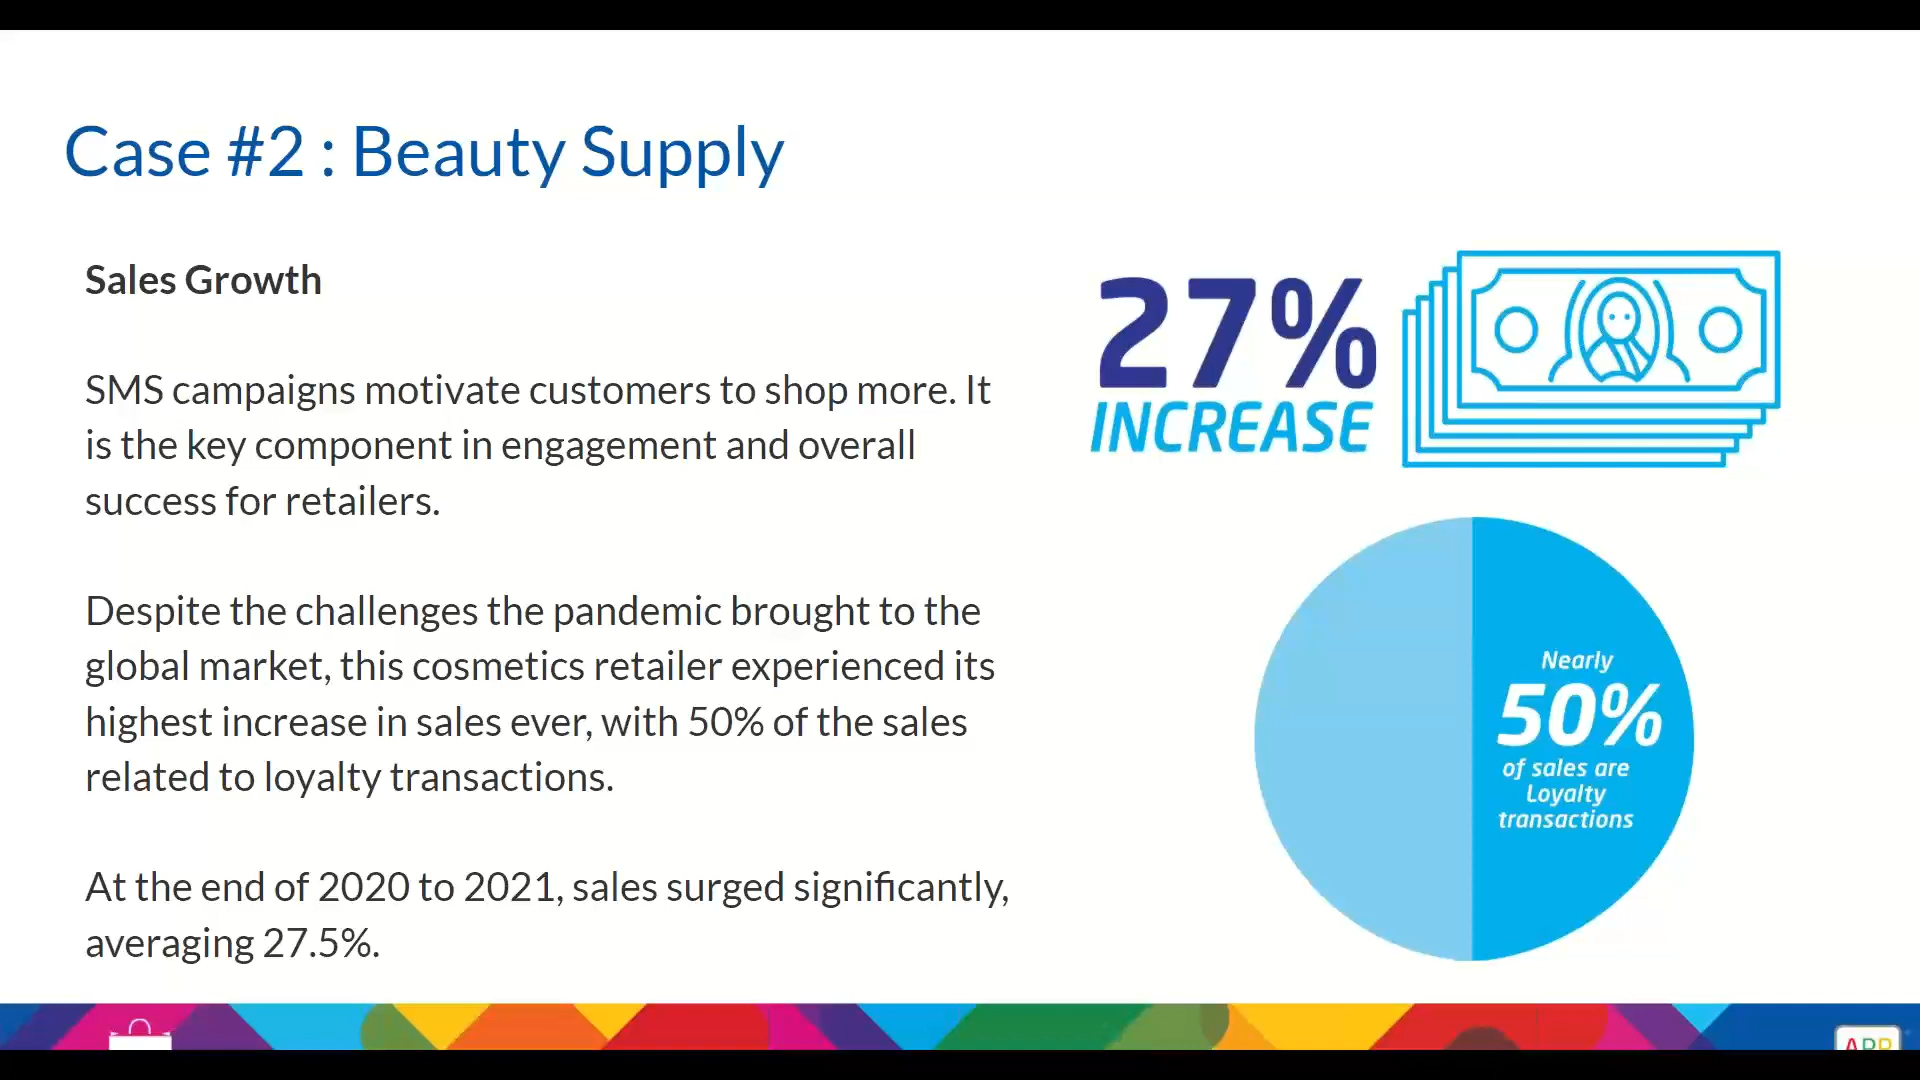 Case #2 : Beauty Supply
Sales Growth
SMS campaigns motivate customers to shop more. It
is the key component in engagement and overall
success for retailers.
Despite the challenges the pandemic brought to the
global market, this cosmetics retailer experienced its
highest increase in sales ever, with 50% of the sales
related to loyalty transactions.
At the end of 2020 to 2021, sales surged significantly,
averaging 27.5%.
27%
INCREASE
Nearly
50%
of sales are
Loyalty
transactions